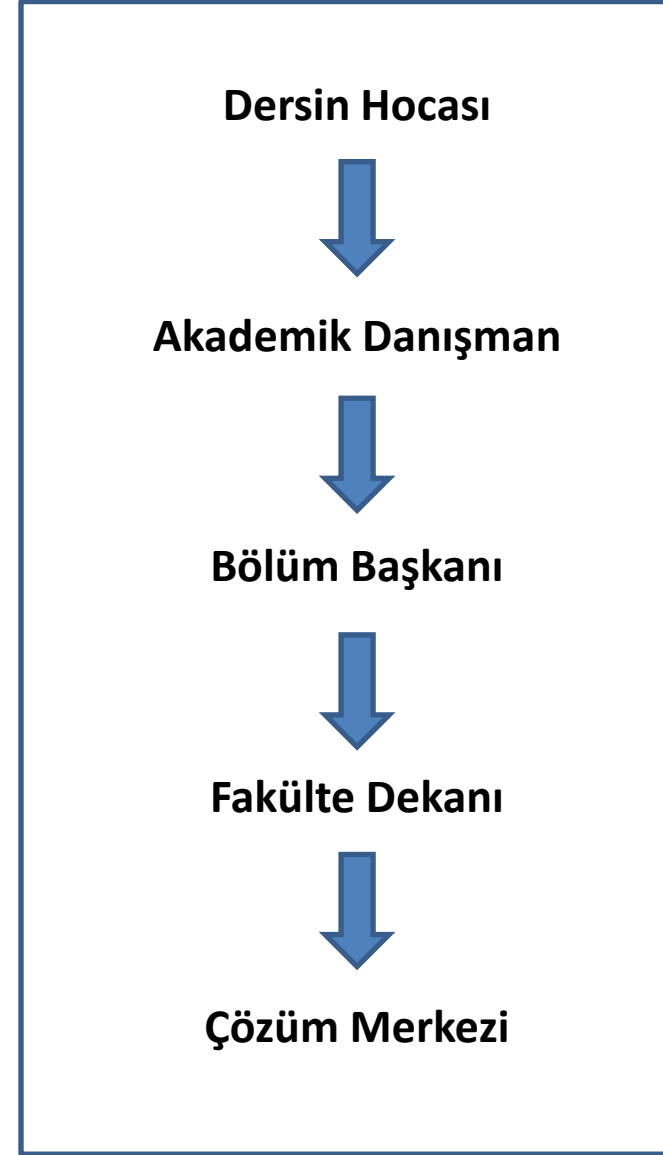 Dersin Hocası
Akademik Danışman
Bölüm Başkanı
Fakülte Dekanı
Çözüm Merkezi